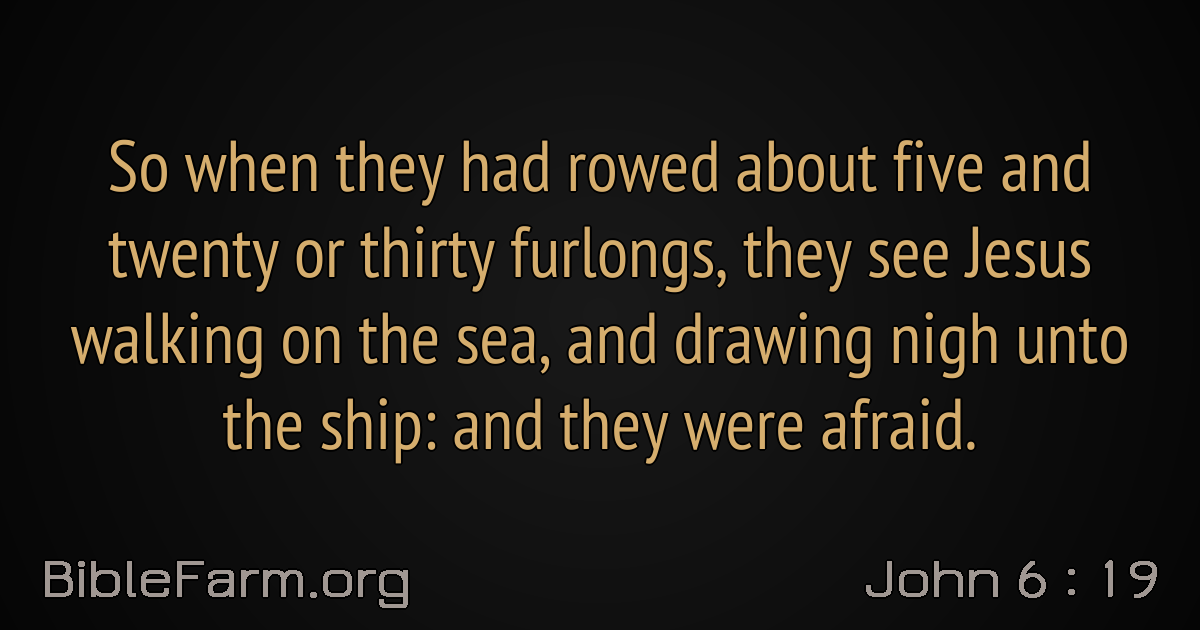 So when they had rowed about five and
twenty or thirty furlongs, they see Jesus
walking on the sea, and drawing nigh unto
the ship: and they were afraid.
BibleFarm.org
John 6 : 19